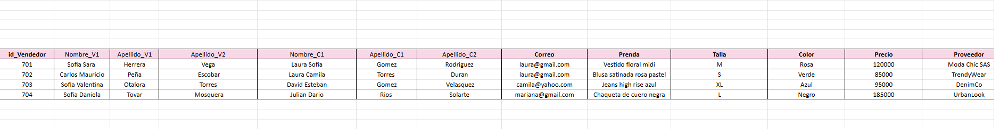 id_Vendedor Nombre_V1 Apellido_V1 Apellido_V2 Nombre_C1 Apellido_C1 Apellido_C2 Correo Prenda Talla Color Precio Proveedor
701 Sofia Sara Herrera Vega Laura Sofia Gomez Rodriguez laura@gmail.com Vestido floral midi M Rosa 120000 Moda Chic SAS
702 Carlos Mauricio Peña Escobar Laura Camila Torres Duran laura@gmail.com Blusa satinada rosa pastel S Verde 85000 TrendyWear
703 Sofia Valentina Otalora Torres David Esteban Gomez Velasquez camila@yahoo.com Jeans high rise azul XL Azul 95000 DenimCo
704 Sofia Daniela Tovar Mosquera Julian Dario Rios Solarte mariana@gmail.com Chaqueta de cuero negra L Negro 185000 UrbanLook